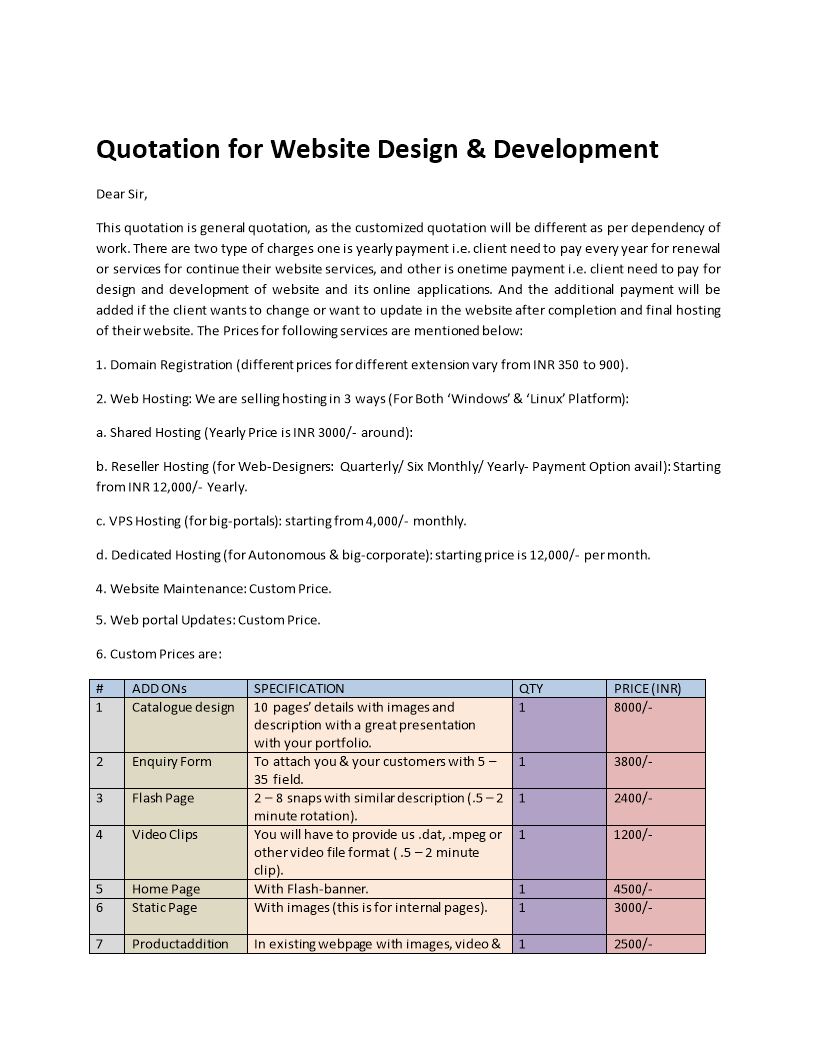 Quotation for Website Design & Development
Dear Sir,
This quotation is general quotation, as the customized quotation will be different as per dependency of
work. There are two type of charges one is yearly payment i.e. client need to pay every year for renewal
or services for continue their website services, and other is onetime payment i.e. client need to pay for
design and development of website and its online applications. And the additional payment will be
added if the client wants to change or want to update in the website after completion and final hosting
of their website. The Prices for following services are mentioned below:
1. Domain Registration (different prices for different extension vary from INR 350 to 900).
2. Web Hosting: We are selling hosting in 3 ways (For Both ‘Windows’ & ‘Linux’ Platform):
a. Shared Hosting (Yearly Price is INR 3000/- around):
b. Reseller Hosting (for Web-Designers: Quarterly/ Six Monthly/ Yearly- Payment Option avail): Starting
from INR 12,000/- Yearly.
c. VPS Hosting (for big-portals): starting from 4,000/- monthly.
d. Dedicated Hosting (for Autonomous & big-corporate): starting price is 12,000/- per month.
4. Website Maintenance: Custom Price.
5. Web portal Updates: Custom Price.
6. Custom Prices are:
# ADD ONs SPECIFICATION QTY PRICE (INR)
1 Catalogue design 10 pages’ details with images and 1 8000/-
description with a great presentation
with your portfolio.
2 Enquiry Form To attach you & your customers with 5 – 1 3800/-
35 field.
3 Flash Page 2 – 8 snaps with similar description (.5 – 2 1 2400/-
minute rotation).
4 Video Clips You will have to provide us .dat, .mpeg or 1 1200/-
other video file format ( .5 – 2 minute
clip).
5 Home Page With Flash-banner. 1 4500/-
6 Static Page With images (this is for internal pages). 1 3000/-
7 Productaddition In existing webpage with images, video & 1 2500/-